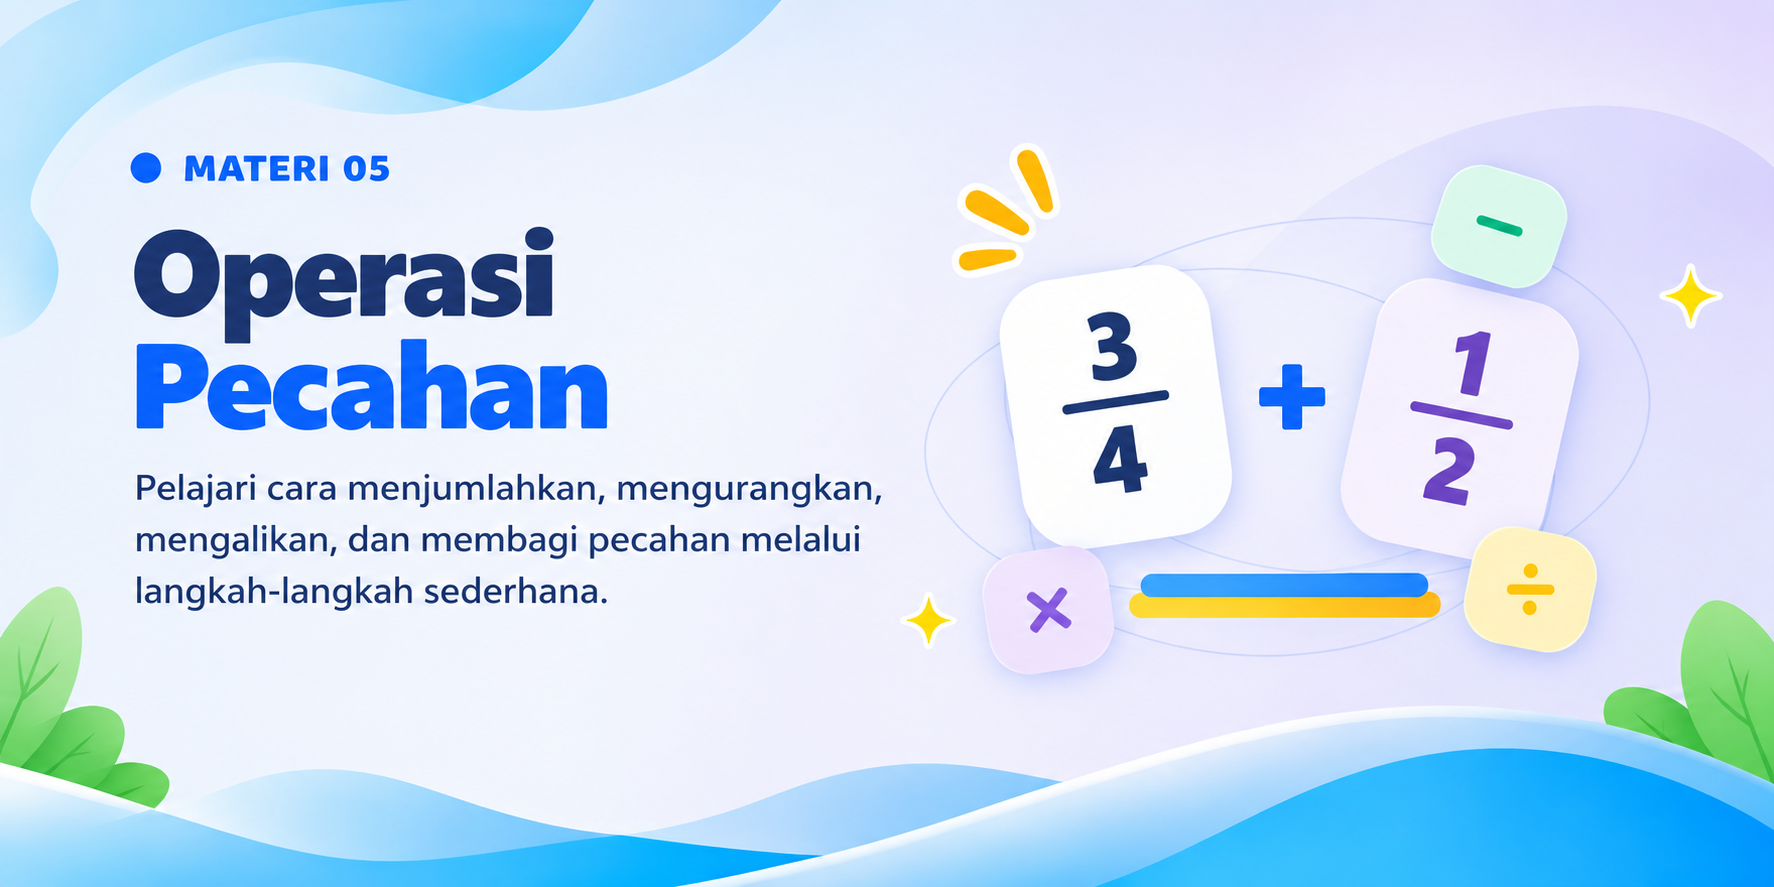 MATERI 05
Operasi
Pecahan
Pelajari cara menjumlahkan, mengurangkan,
mengalikan, dan membagi pecahan melalui
langkah-langkah sederhana.
3/4 + 1/2
−
×
÷